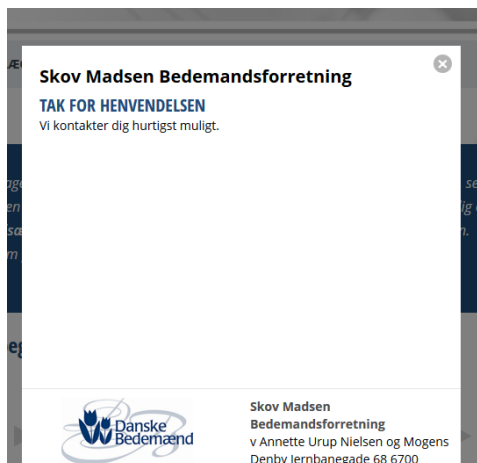 Skov Madsen Bedemandsforretning
TAK FOR HENVENDELSEN
Vi kontakter dig hurtigst muligt.
Danske
Bedemænd
Skov Madsen
Bedemandsforretning
v Annette Urup Nielsen og Mogens
Denby Jernbanegade 68 6700